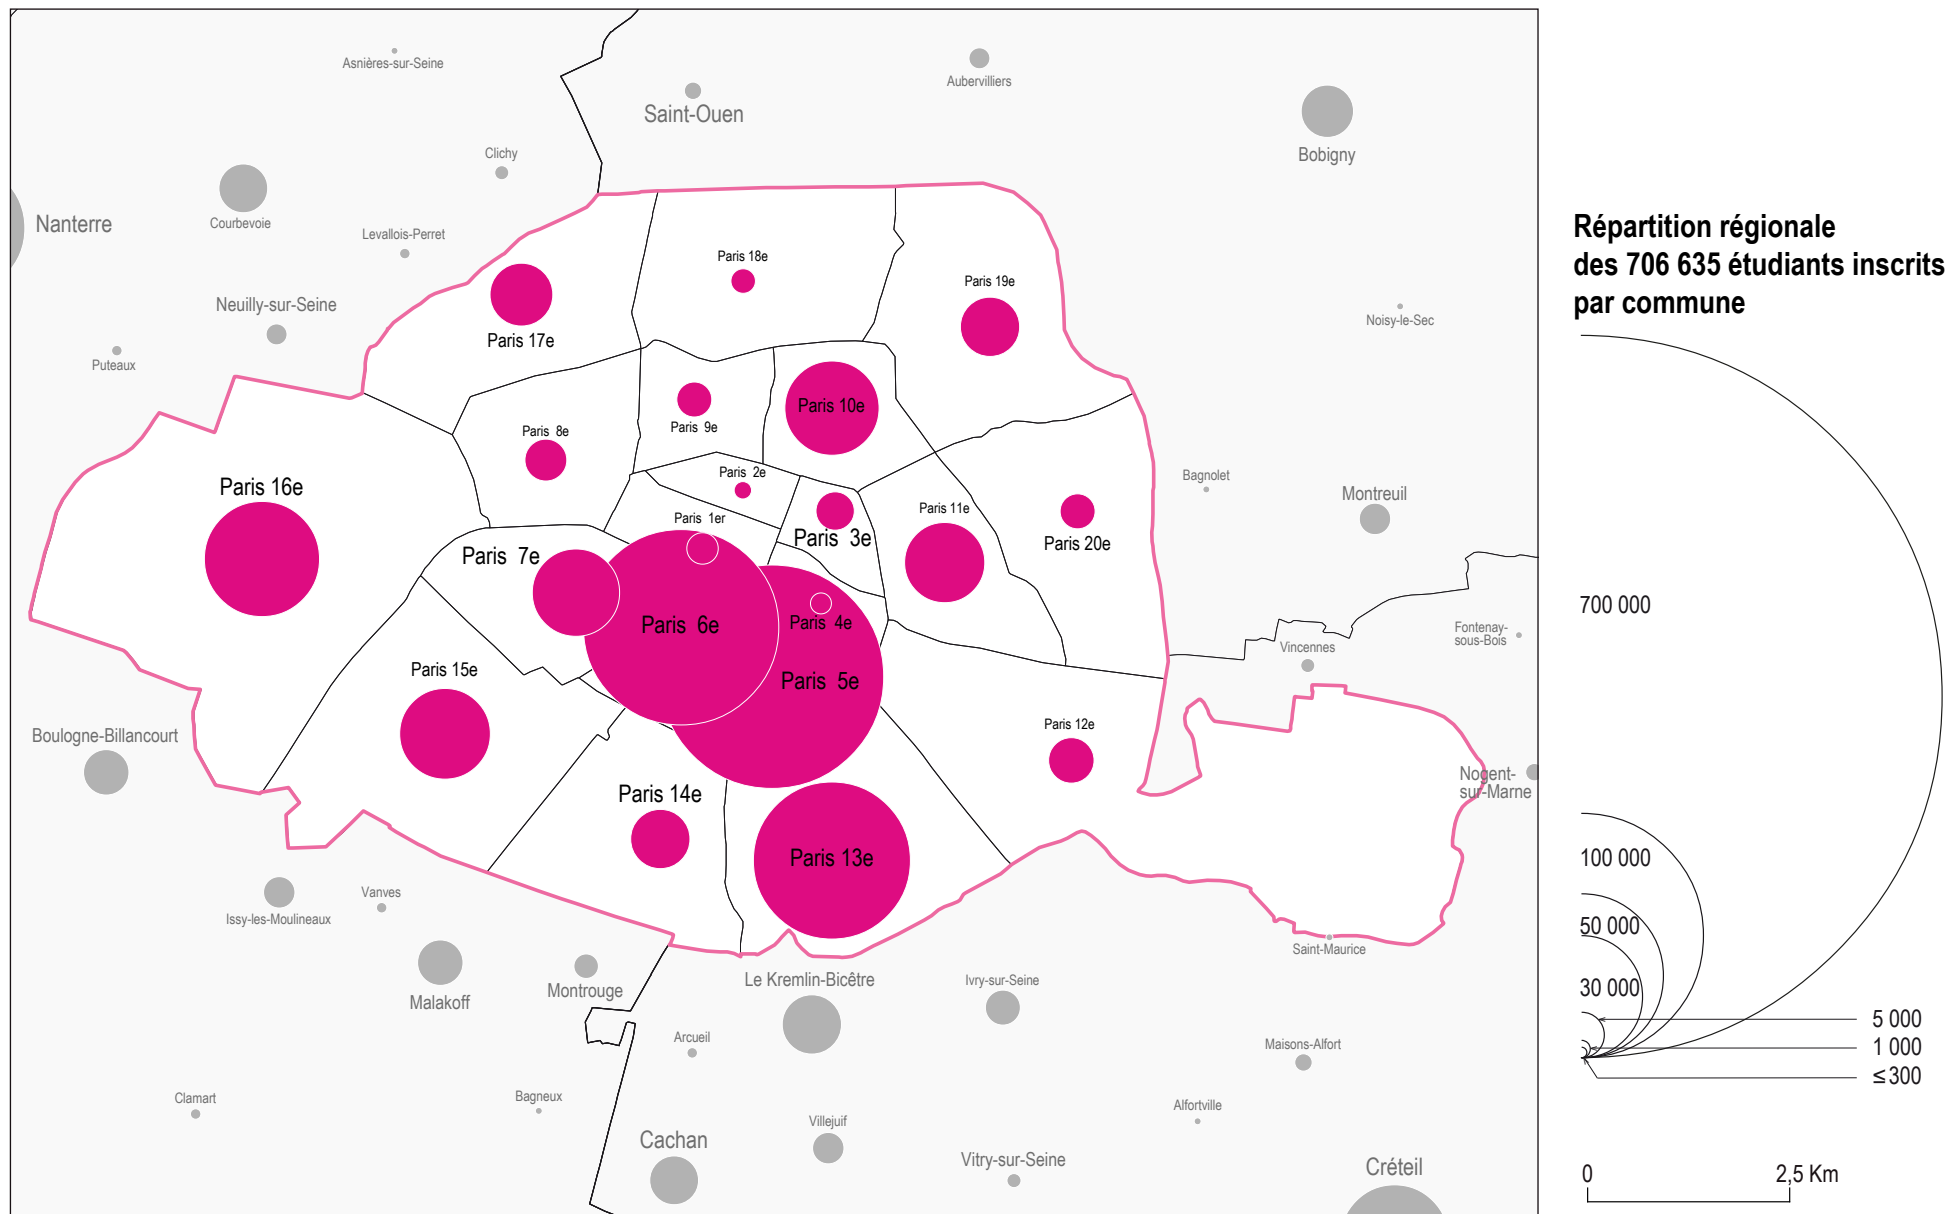 Asnières-sur-Seine
Aubervilliers
Saint-Ouen
Bobigny
Clichy
Courbevoie
Nanterre
Levallois-Perret
Neuilly-sur-Seine
Puteaux
Noisy-le-Sec
Bagnolet
Montreuil
Fontenay-
sous-Bois
Vincennes
Nogent-
sur-Marne
Saint-Maurice
Boulogne-Billancourt
Issy-les-Moulineaux
Vanves
Malakoff
Montrouge
Le Kremlin-Bicêtre
Ivry-sur-Seine
Arcueil
Maisons-Alfort
Clamart
Bagneux
Villejuif
Alfortville
Cachan
Vitry-sur-Seine
Créteil
Paris 18e
Paris 19e
Paris 17e
Paris 10e
Paris 9e
Paris 8e
Paris 2e
Paris 16e
Paris 1er
Paris 3e
Paris 11e
Paris 20e
Paris 7e
Paris 6e
Paris 4e
Paris 5e
Paris 15e
Paris 12e
Paris 14e
Paris 13e
Répartition régionale
des 706 635 étudiants inscrits
par commune
700 000
100 000
50 000
30 000
5 000
1 000
≤ 300
0 2,5 Km